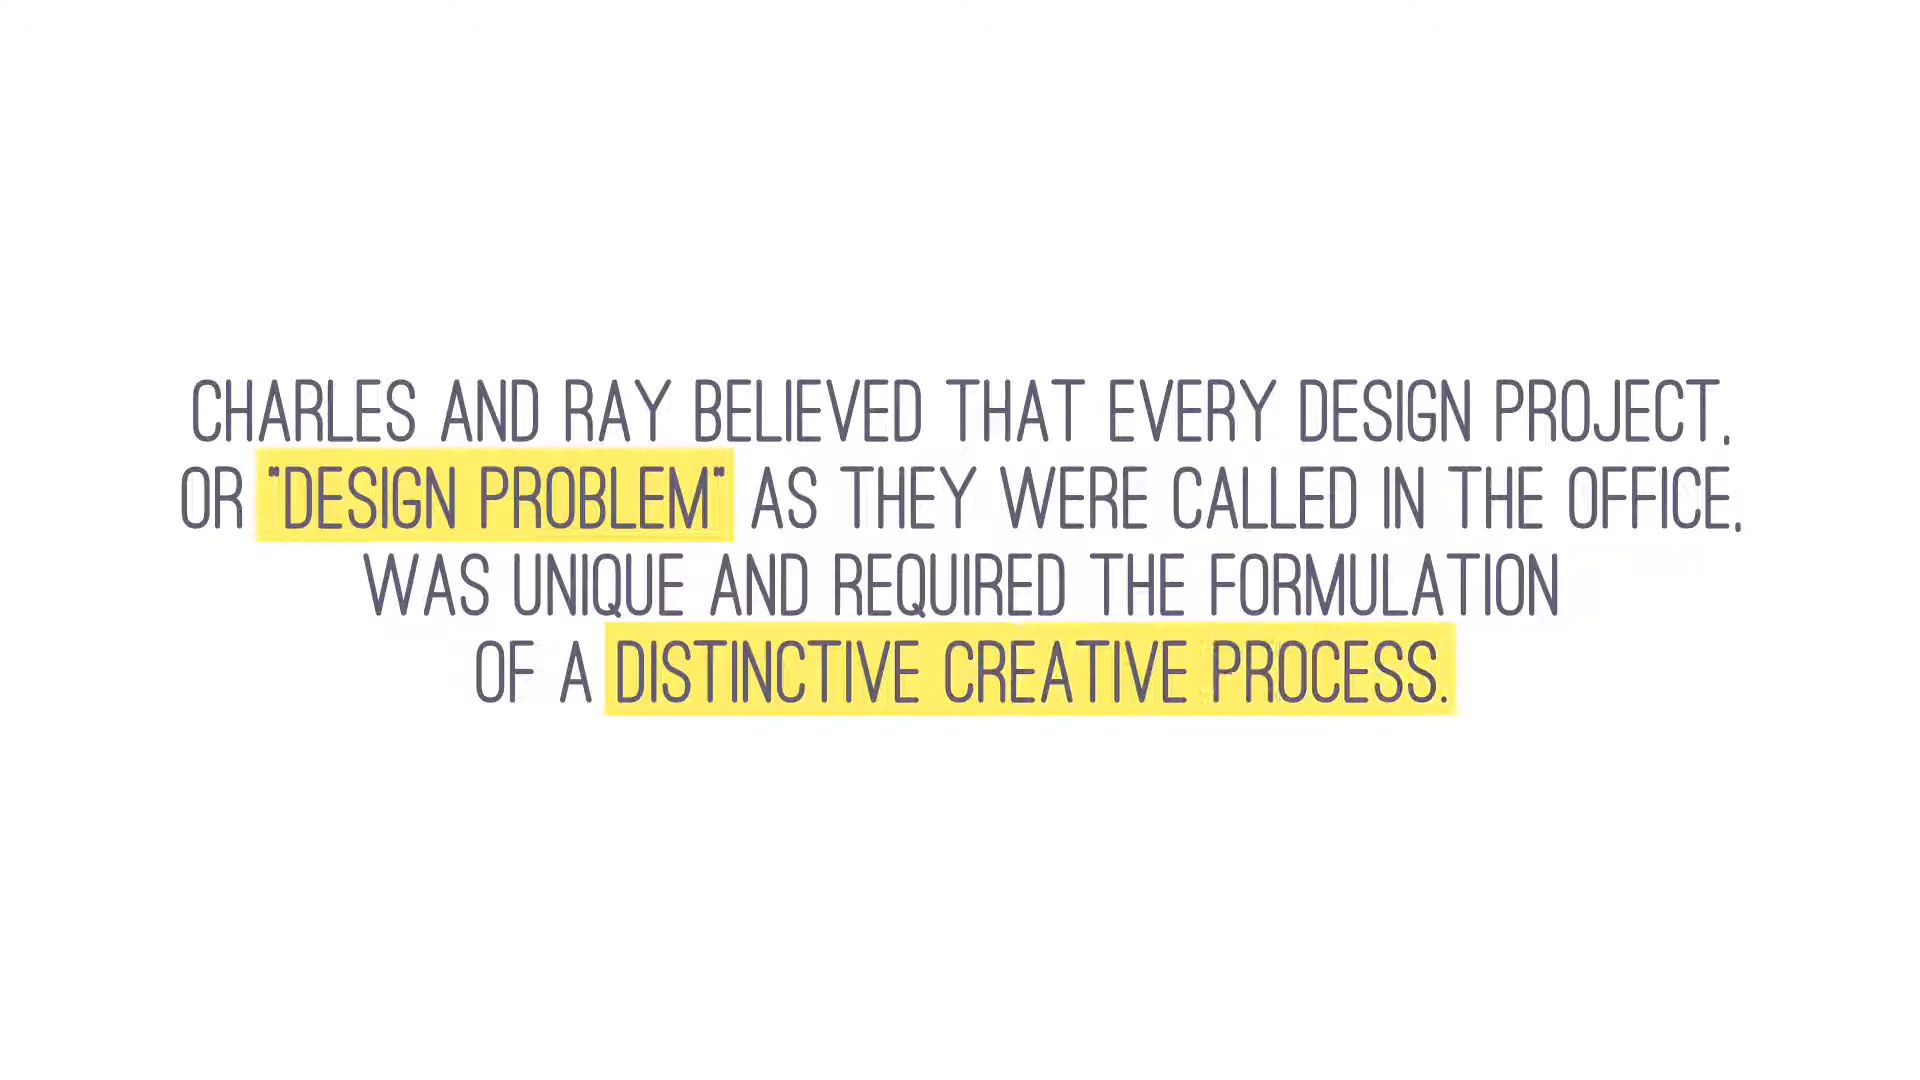 CHARLES AND RAY BELIEVED THAT EVERY DESIGN PROJECT,
OR "DESIGN PROBLEM" AS THEY WERE CALLED IN THE OFFICE,
WAS UNIQUE AND REQUIRED THE FORMULATION
OF A DISTINCTIVE CREATIVE PROCESS.